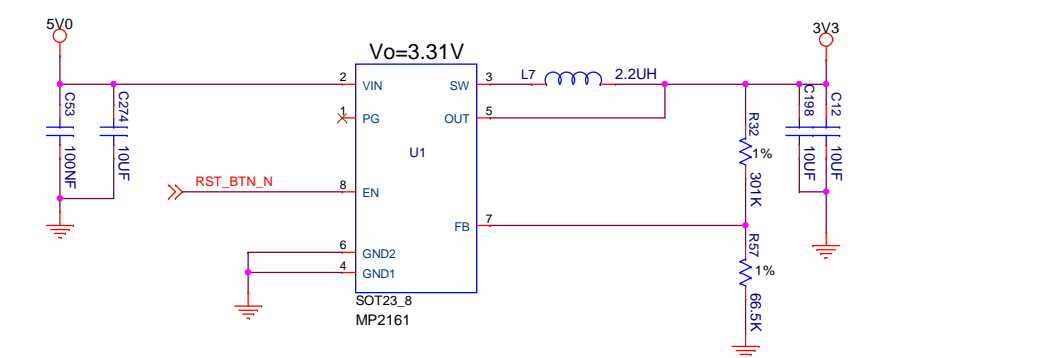 5V0
3V3
Vo=3.31V
2
VIN
SW
3
L7
2.2UH
C53
100NF
C274
10UF
1
PG
OUT
5
U1
R32
1%
301K
C198
10UF
C12
10UF
RST_BTN_N
8
EN
FB
7
6
GND2
4
GND1
R57
1%
66.5K
SOT23_8
MP2161